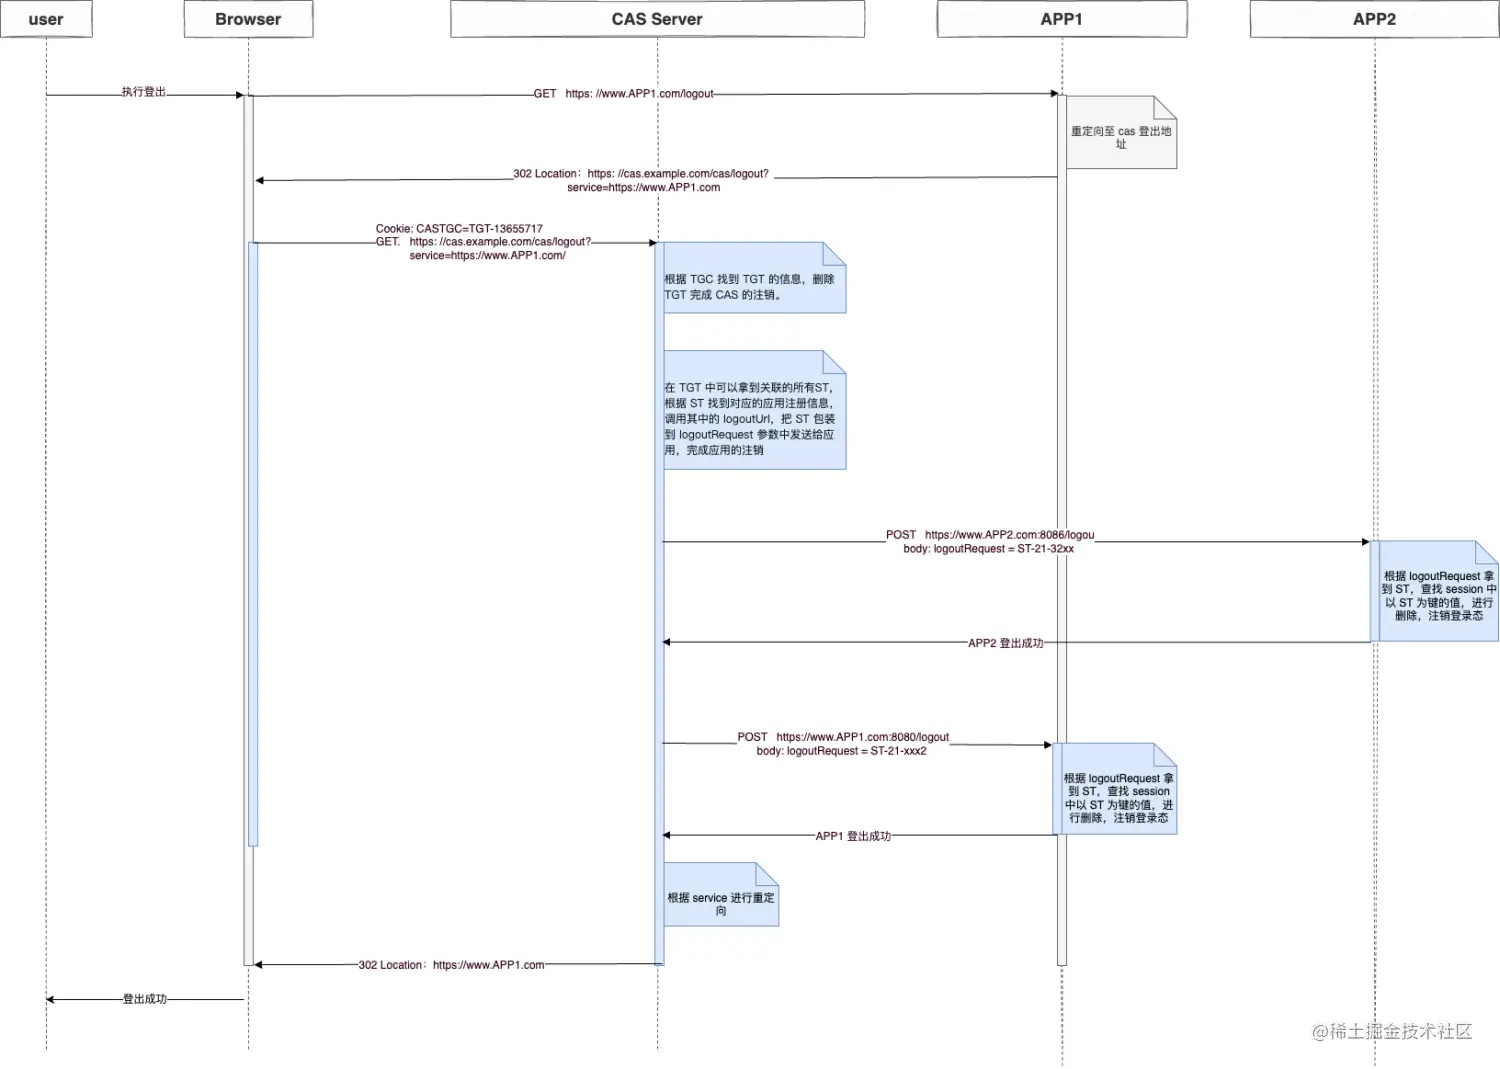 user
Browser
CAS Server
APP1
APP2
执行登出
GET https: //www.APP1.com/logout
重定向至 cas 登出地
址
302 Location：https: //cas.example.com/cas/logout?
service=https://www.APP1.com
Cookie: CASTGC=TGT-13655717
GET. https: //cas.example.com/cas/logout?
service=https://www.APP1.com/
根据 TGC 找到 TGT 的信息，删除
TGT 完成 CAS 的注销。
在 TGT 中可以拿到关联的所有ST，
根据 ST 找到对应的应用注册信息，
调用其中的 logoutUrl，把 ST 包装
到 logoutRequest 参数中发送给应
用，完成应用的注销
POST https://www.APP2.com:8086/logou
body: logoutRequest = ST-21-32xx
根据 logoutRequest 拿
到 ST，查找 session 中
以 ST 为键的值，进行
删除，注销登录态
APP2 登出成功
POST https://www.APP1.com:8080/logout
body: logoutRequest = ST-21-xxx2
根据 logoutRequest 拿
到 ST，查找 session
中以 ST 为键的值，进
行删除，注销登录态
APP1 登出成功
根据 service 进行重定
向
302 Location：https://www.APP1.com
登出成功
@稀土掘金技术社区